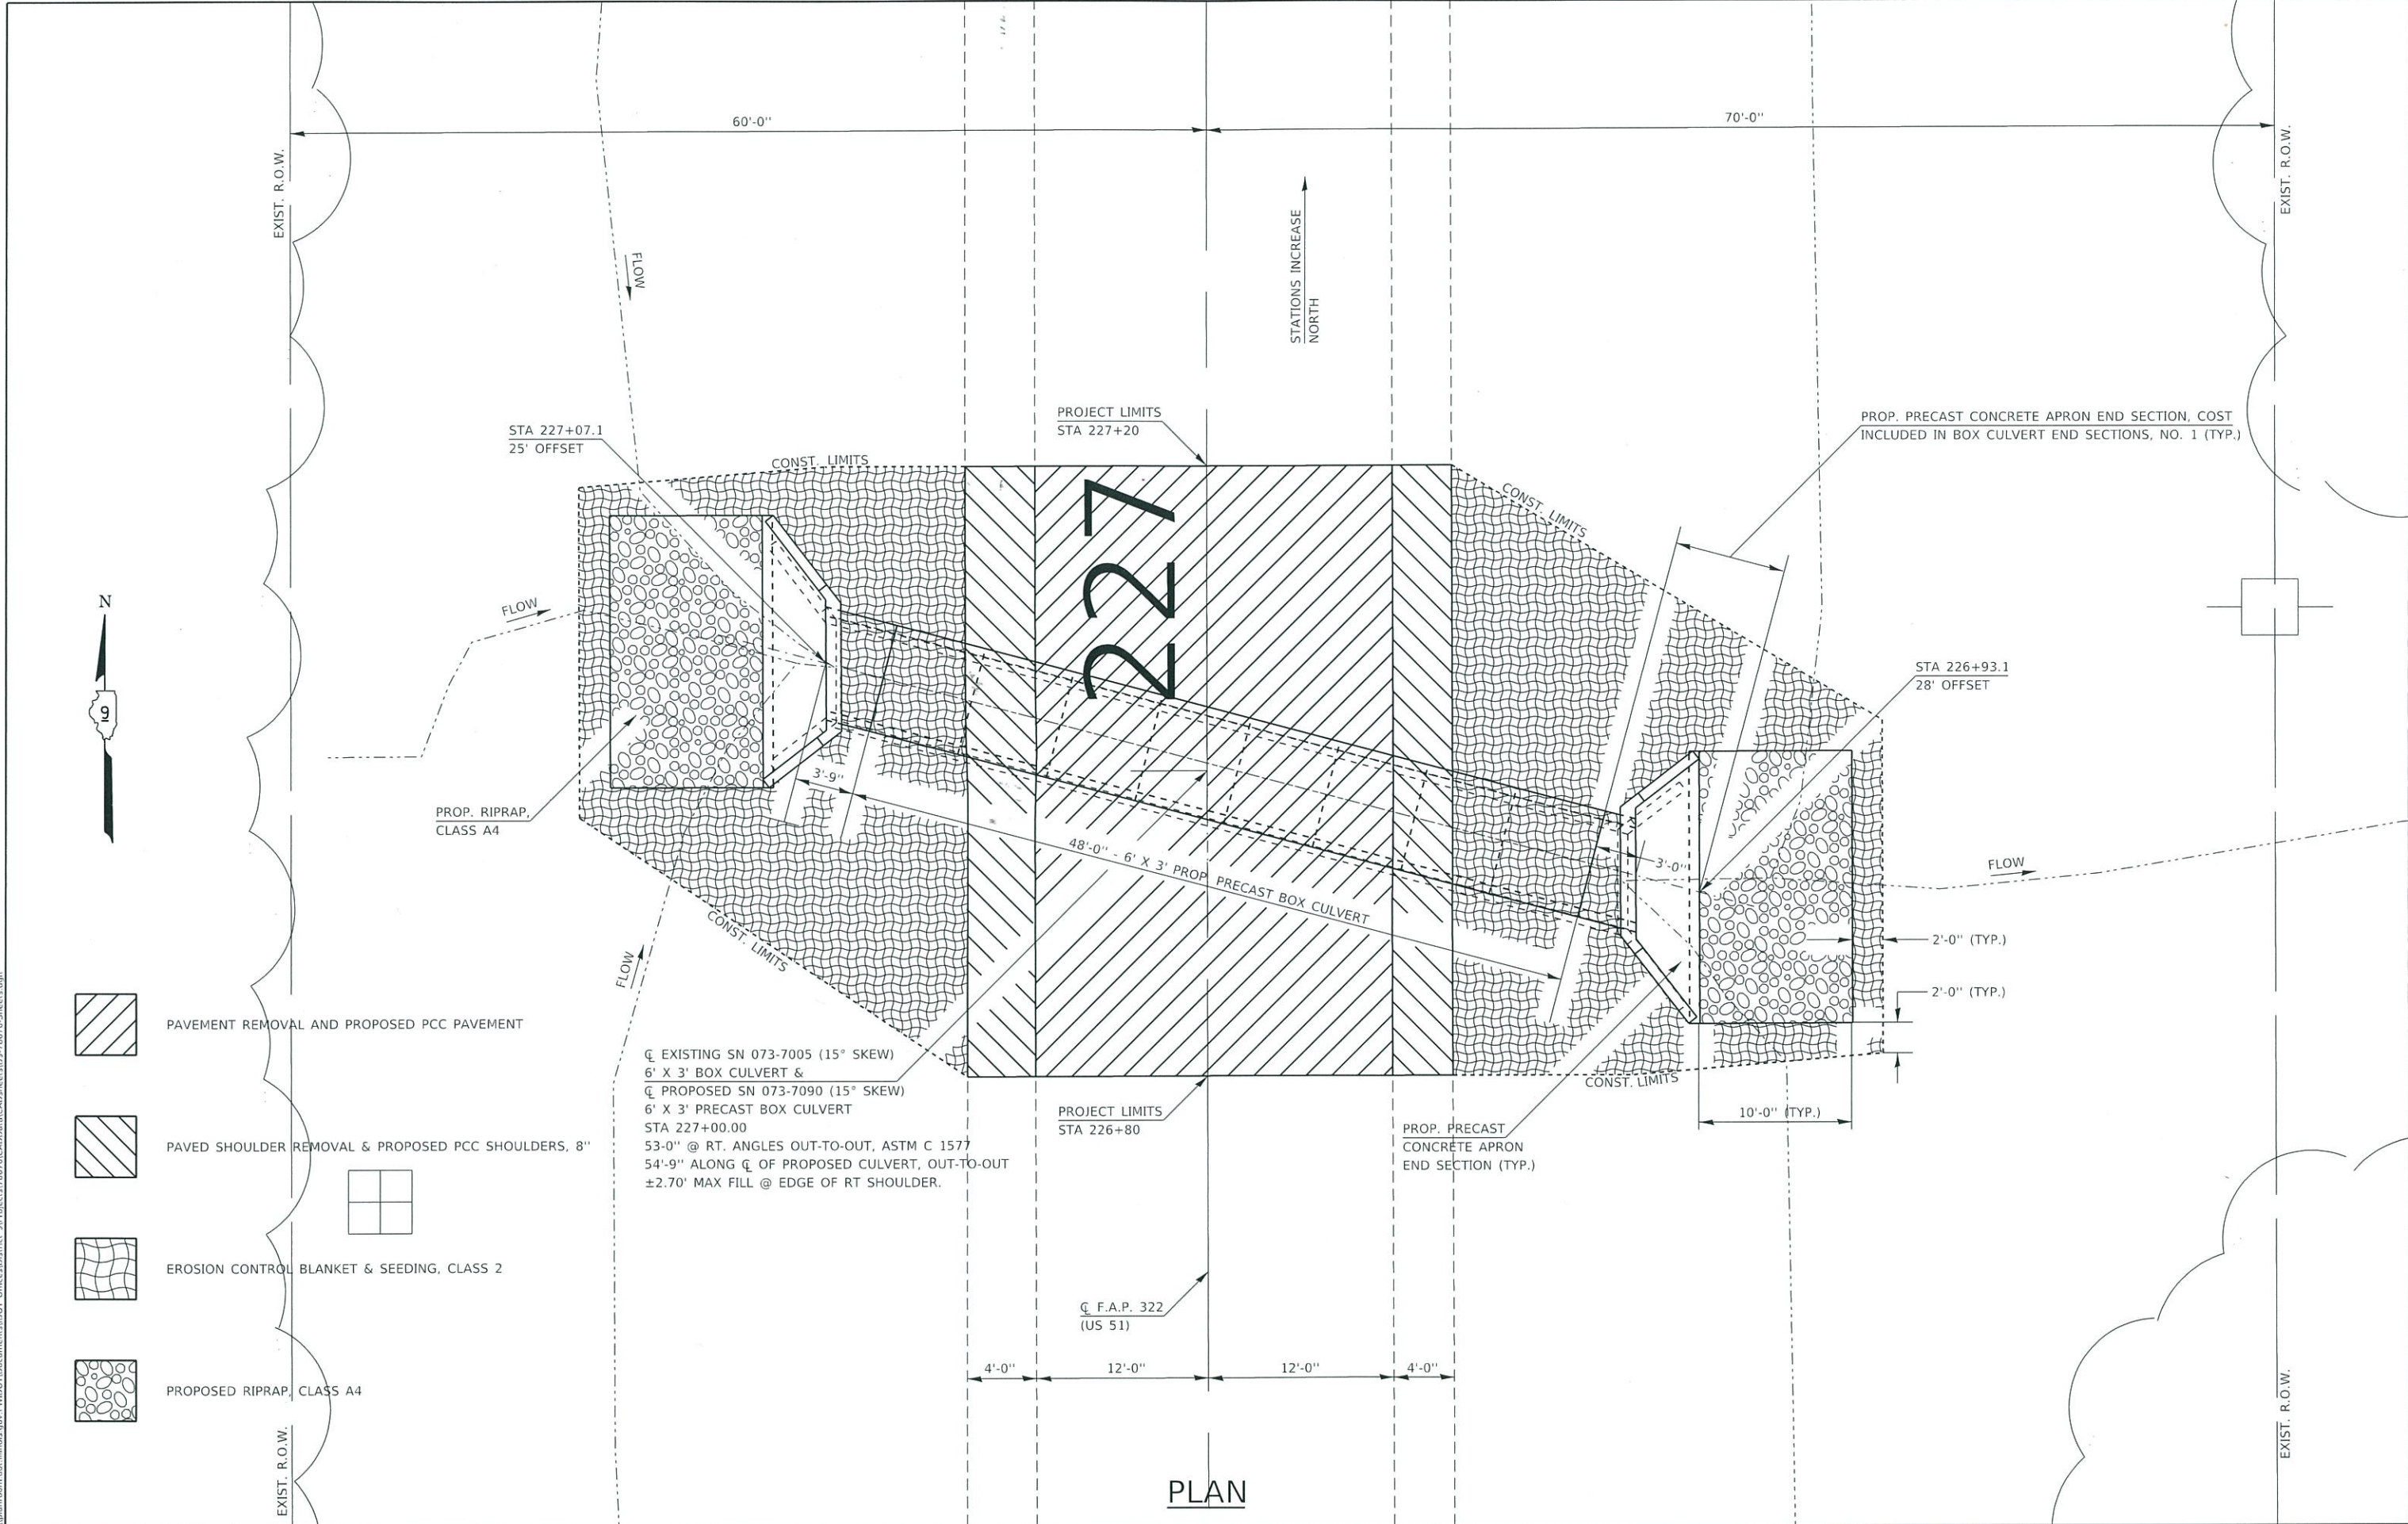 60'-0"
70'-0"
EXIST. R.O.W.
EXIST. R.O.W.
FLOW
STATIONS INCREASE
NORTH
STA 227+07.1
25' OFFSET
PROJECT LIMITS
STA 227+20
PROP. PRECAST CONCRETE APRON END SECTION, COST
INCLUDED IN BOX CULVERT END SECTIONS, NO. 1 (TYP.)
CONST. LIMITS
CONST. LIMITS
227
N
9
FLOW
STA 226+93.1
28' OFFSET
3'-9"
PROP. RIPRAP,
CLASS A4
48'-0" - 6' X 3' PROP. PRECAST BOX CULVERT
3'-0"
FLOW
CONST. LIMITS
FLOW
2'-0" (TYP.)
2'-0" (TYP.)
PAVEMENT REMOVAL AND PROPOSED PCC PAVEMENT
PAVED SHOULDER REMOVAL & PROPOSED PCC SHOULDERS, 8"
EROSION CONTROL BLANKET & SEEDING, CLASS 2
PROPOSED RIPRAP, CLASS A4
℄ EXISTING SN 073-7005 (15° SKEW)
6' X 3' BOX CULVERT &
℄ PROPOSED SN 073-7090 (15° SKEW)
6' X 3' PRECAST BOX CULVERT
STA 227+00.00
53-0" @ RT. ANGLES OUT-TO-OUT, ASTM C 1577
54'-9" ALONG ℄ OF PROPOSED CULVERT, OUT-TO-OUT
±2.70' MAX FILL @ EDGE OF RT SHOULDER.
PROJECT LIMITS
STA 226+80
CONST. LIMITS
10'-0" (TYP.)
PROP. PRECAST
CONCRETE APRON
END SECTION (TYP.)
℄ F.A.P. 322
(US 51)
4'-0"
12'-0"
12'-0"
4'-0"
EXIST. R.O.W.
EXIST. R.O.W.
PLAN